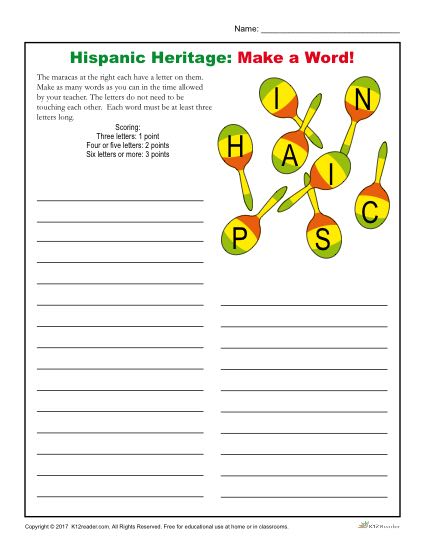 Name:
Hispanic Heritage: Make a Word!
The maracas at the right each have a letter on them.
Make as many words as you can in the time allowed
by your teacher. The letters do not need to be
touching each other. Each word must be at least three
letters long.
Scoring:
Three letters: 1 point
Four or five letters: 2 points
Six letters or more: 3 points
I
N
H
A
I
C
P
S
Copyright © 2017 K12reader.com. All Rights Reserved. Free for educational use at home or in classrooms.
K12Reader